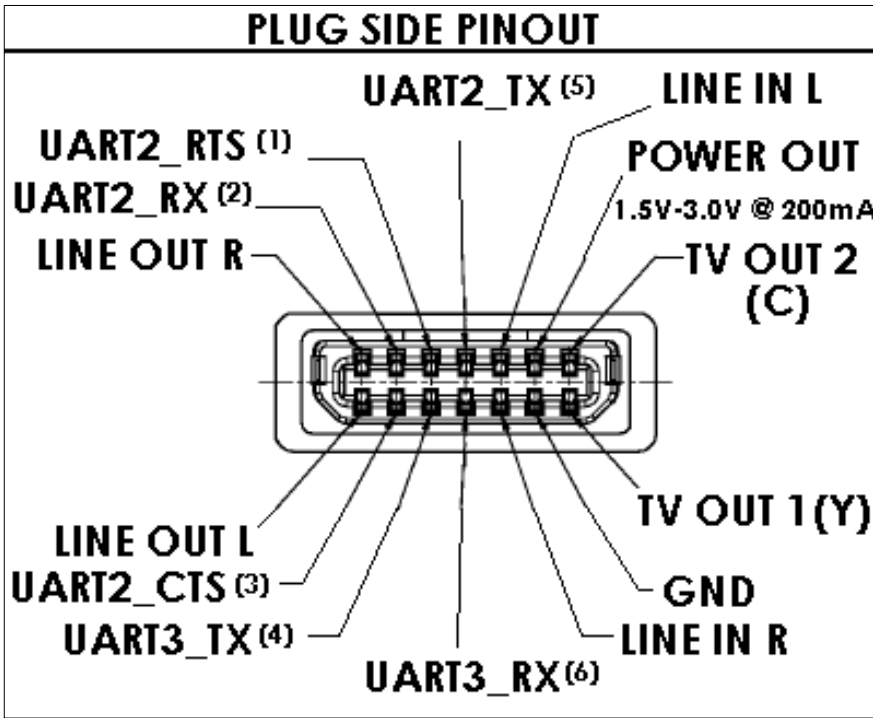 PLUG SIDE PINOUT
UART2_TX (5)
LINE IN L
UART2_RTS (1)
POWER OUT
UART2_RX (2)
1.5V-3.0V @ 200mA
LINE OUT R
TV OUT 2
(C)
TV OUT 1 (Y)
LINE OUT L
UART2_CTS (3)
GND
UART3_TX (4)
LINE IN R
UART3_RX (6)